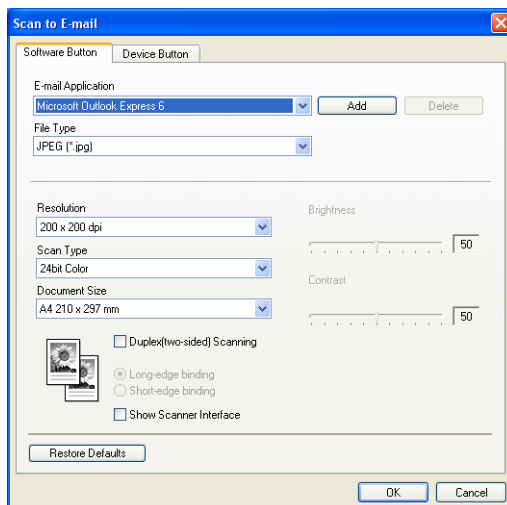 Scan to E-mail
Software Button Device Button
E-mail Application
Microsoft Outlook Express 6 Add Delete
File Type
JPEG (*.jpg)
Resolution Brightness
200 x 200 dpi
50
Scan Type
24bit Color
Contrast
Document Size
A4 210 x 297 mm
50
Duplex(two-sided) Scanning
Long-edge binding
Short-edge binding
Show Scanner Interface
Restore Defaults
OK Cancel